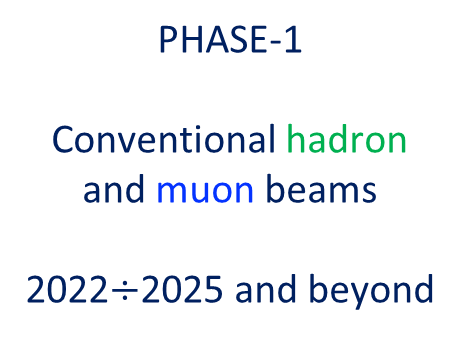 PHASE-1
Conventional hadron
and muon beams
2022÷2025 and beyond